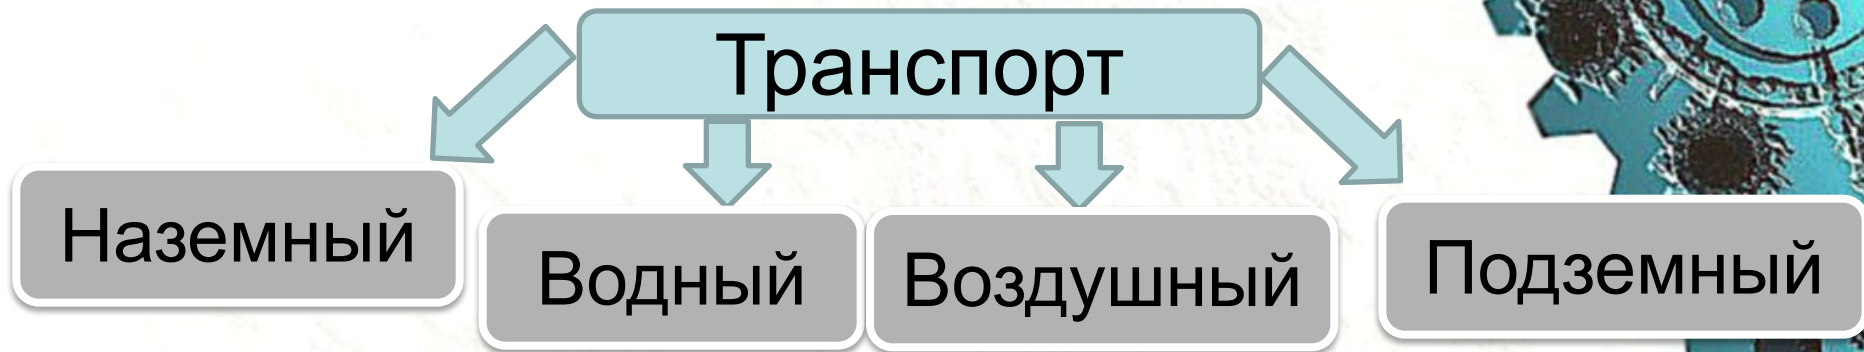 Транспорт
Наземный
Водный
Воздушный
Подземный